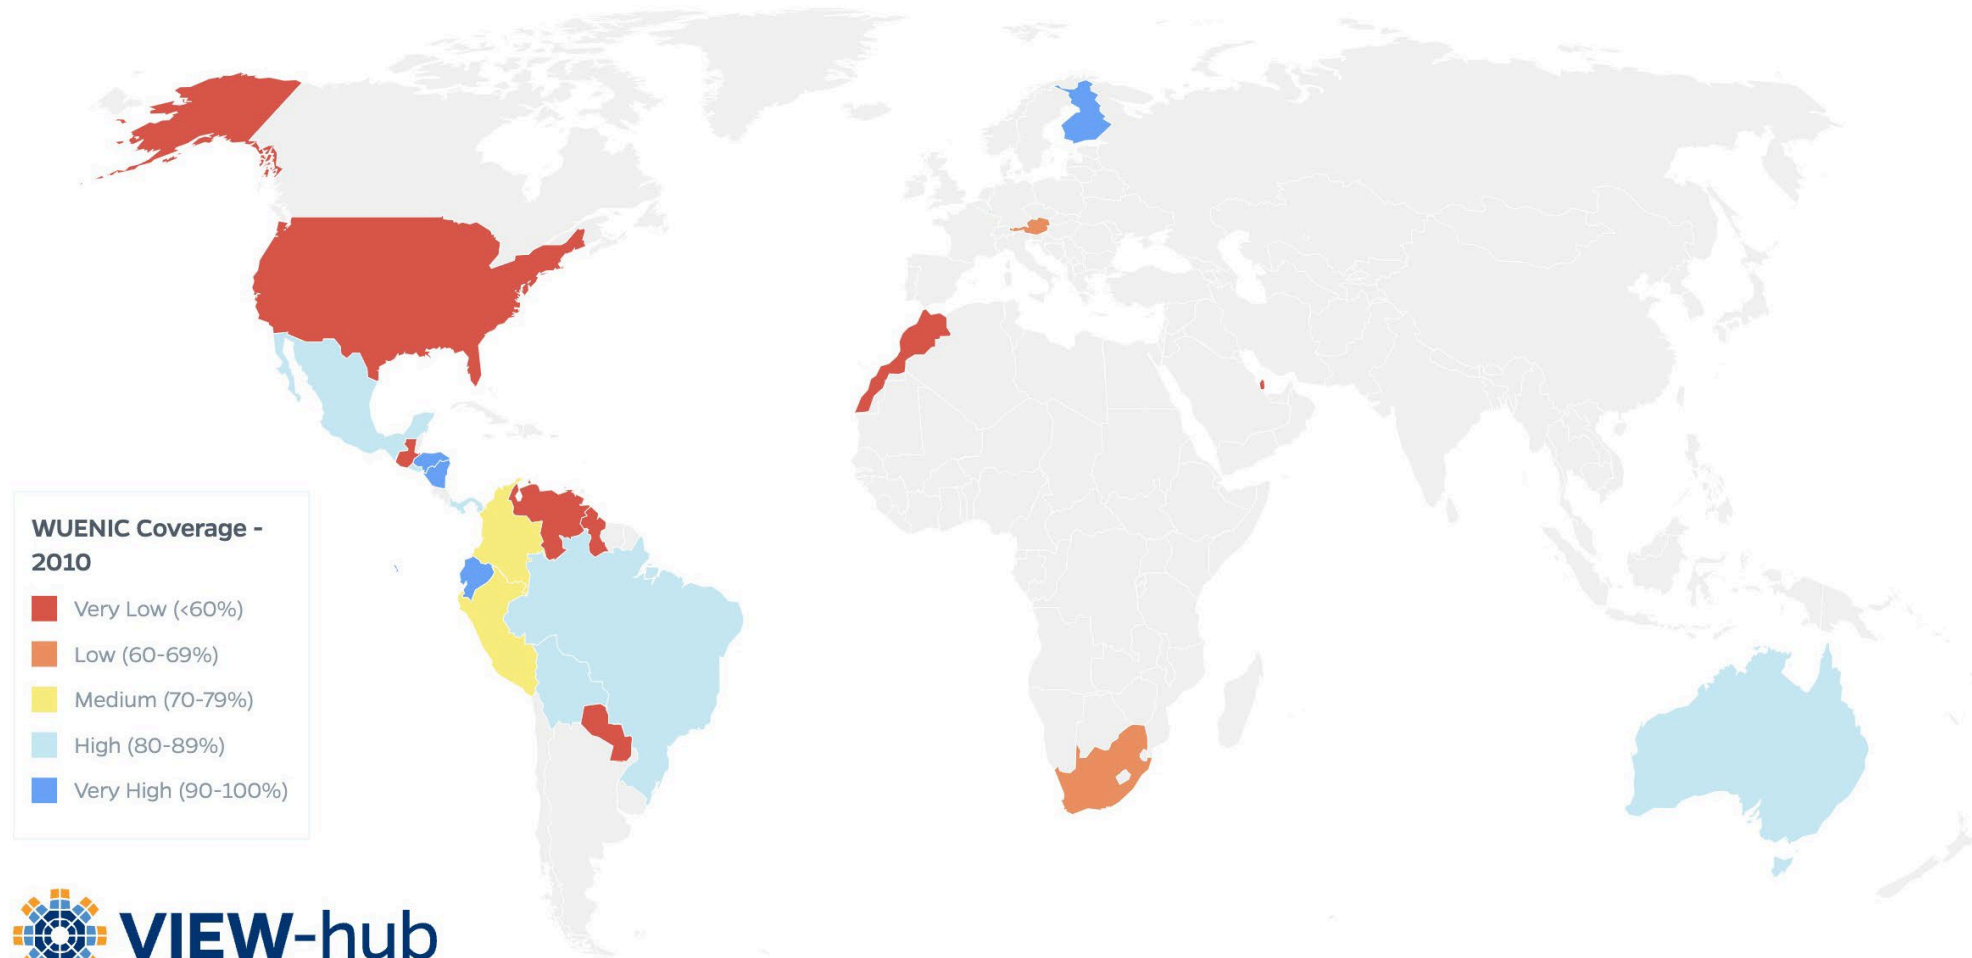 WUENIC Coverage -
2010
Very Low (<60%)
Low (60-69%)
Medium (70-79%)
High (80-89%)
Very High (90-100%)
VIEW-hub